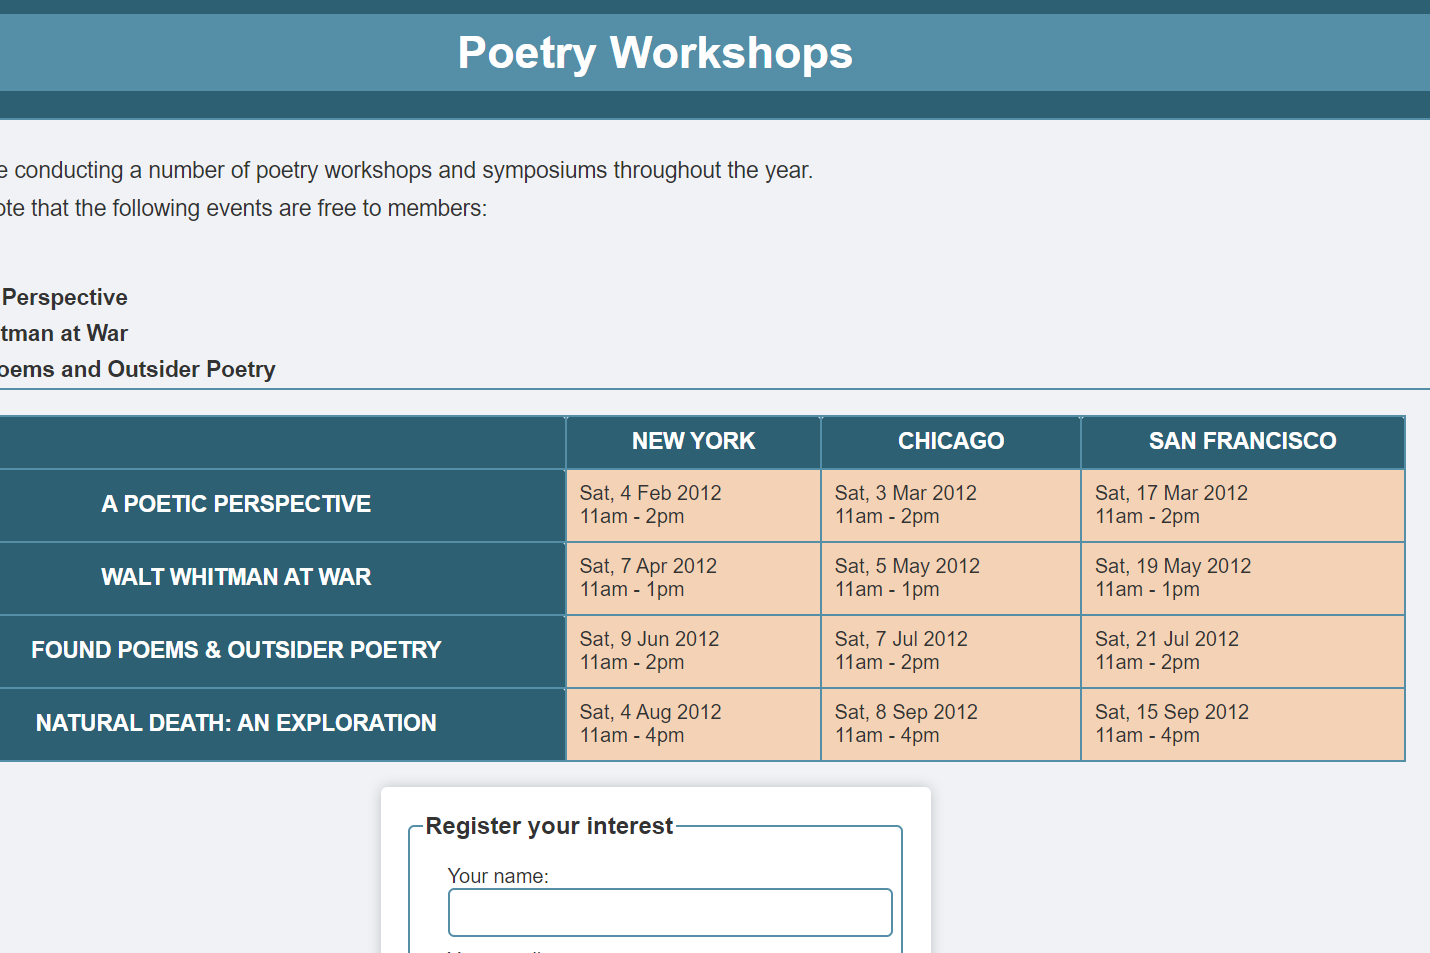 Poetry Workshops
e conducting a number of poetry workshops and symposiums throughout the year.
ote that the following events are free to members:
Perspective
tman at War
oems and Outsider Poetry
NEW YORK CHICAGO SAN FRANCISCO
A POETIC PERSPECTIVE
Sat, 4 Feb 2012
11am - 2pm
Sat, 3 Mar 2012
11am - 2pm
Sat, 17 Mar 2012
11am - 2pm
WALT WHITMAN AT WAR
Sat, 7 Apr 2012
11am - 1pm
Sat, 5 May 2012
11am - 1pm
Sat, 19 May 2012
11am - 1pm
FOUND POEMS & OUTSIDER POETRY
Sat, 9 Jun 2012
11am - 2pm
Sat, 7 Jul 2012
11am - 2pm
Sat, 21 Jul 2012
11am - 2pm
NATURAL DEATH: AN EXPLORATION
Sat, 4 Aug 2012
11am - 4pm
Sat, 8 Sep 2012
11am - 4pm
Sat, 15 Sep 2012
11am - 4pm
Register your interest
Your name: